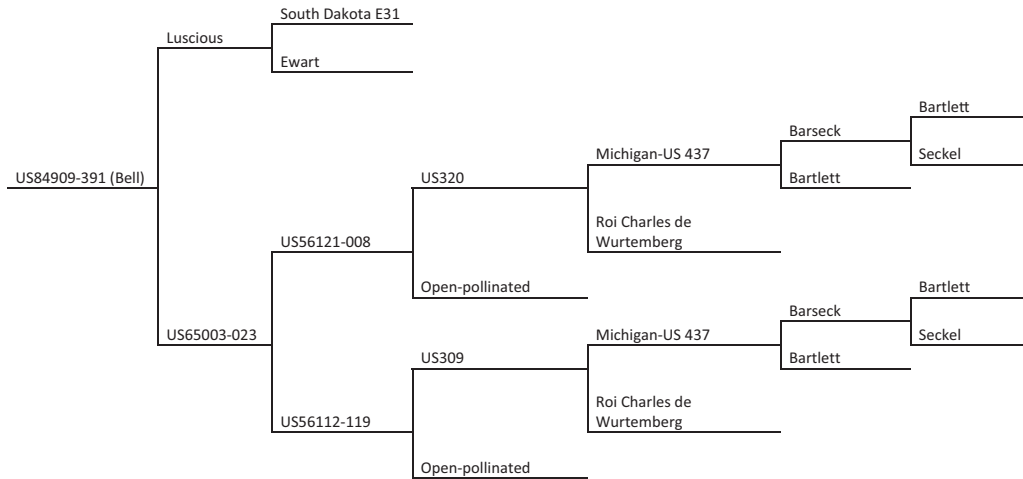 South Dakota E31
Luscious
Ewart
Bartlett
Barseck
Michigan-US 437
Seckel
US84909-391 (Bell)
US320
Bartlett
Roi Charles de
Wurtemberg
US56121-008
Open-pollinated
Bartlett
Barseck
US65003-023
Michigan-US 437
Seckel
US309
Bartlett
Roi Charles de
Wurtemberg
US56112-119
Open-pollinated